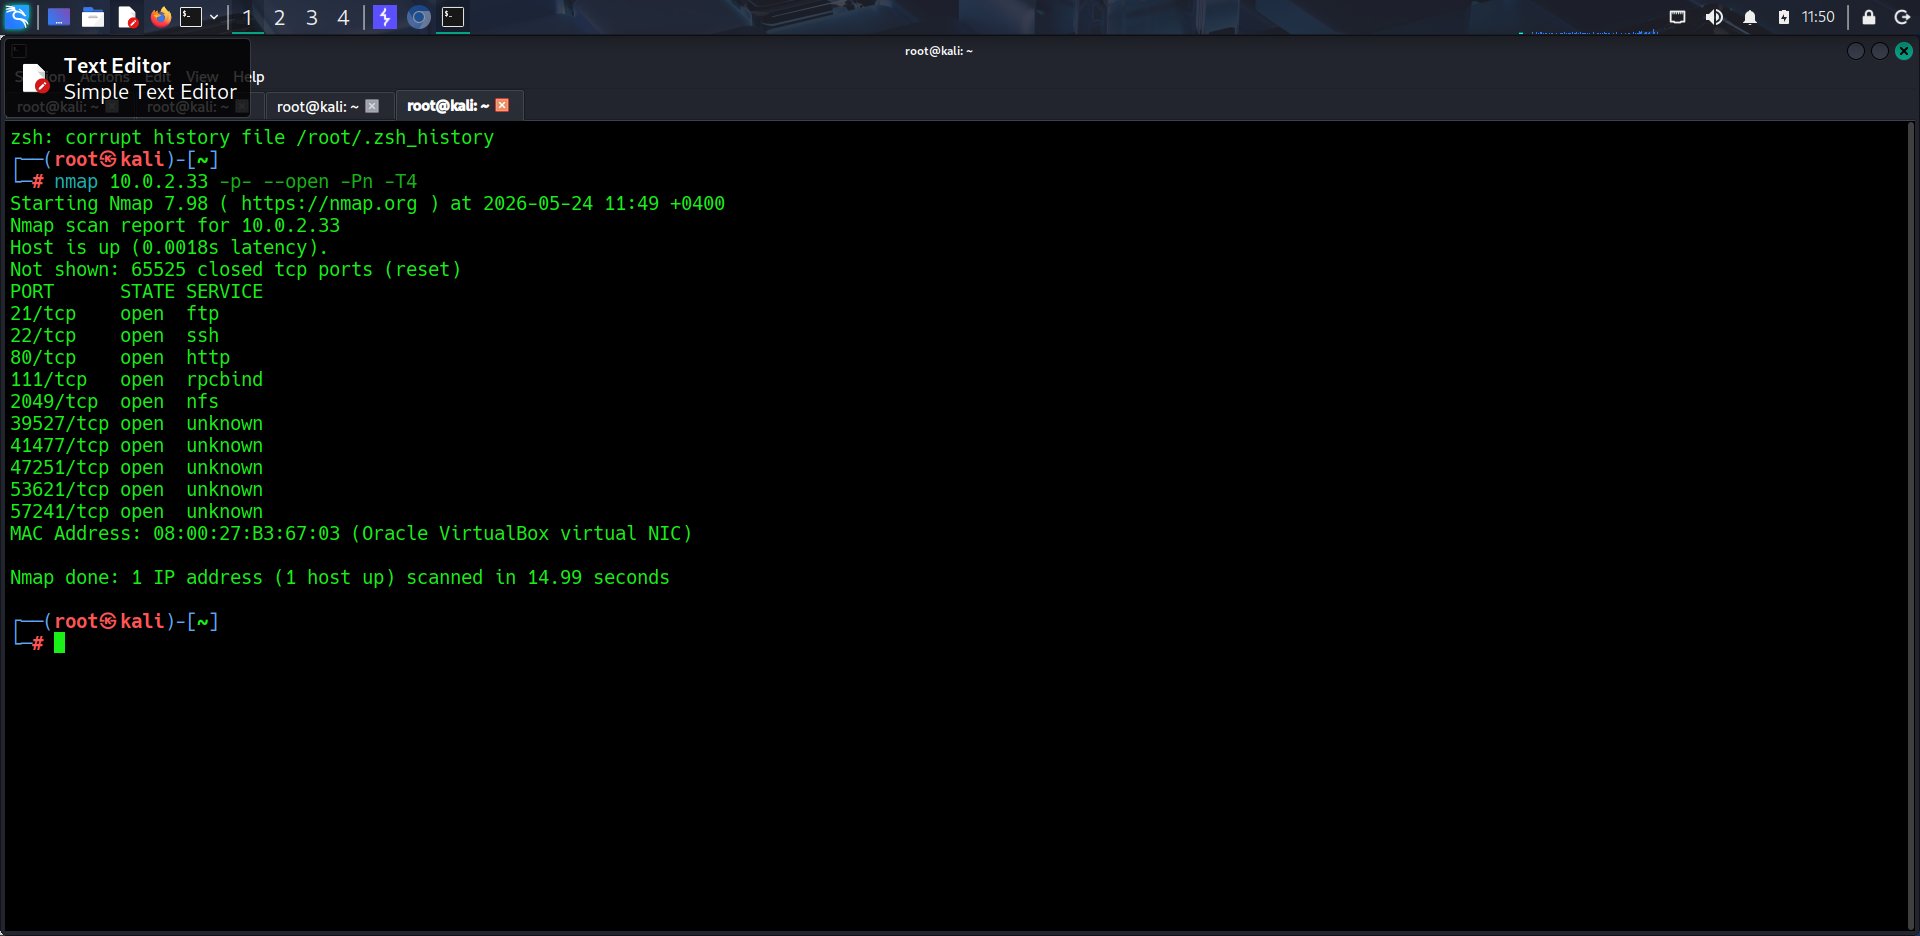 1 2 3 4
11:50
root@kali: ~
Text Editor
Simple Text Editor
Actions Edit View Help
root@kali: ~ root@kali: ~ root@kali: ~ root@kali: ~
zsh: corrupt history file /root/.zsh_history
┌──(root㉿kali)-[~]
└─# nmap 10.0.2.33 -p- --open -Pn -T4
Starting Nmap 7.98 ( https://nmap.org ) at 2026-05-24 11:49 +0400
Nmap scan report for 10.0.2.33
Host is up (0.0018s latency).
Not shown: 65525 closed tcp ports (reset)
PORT      STATE SERVICE
21/tcp    open  ftp
22/tcp    open  ssh
80/tcp    open  http
111/tcp   open  rpcbind
2049/tcp  open  nfs
39527/tcp open  unknown
41477/tcp open  unknown
47251/tcp open  unknown
53621/tcp open  unknown
57241/tcp open  unknown
MAC Address: 08:00:27:B3:67:03 (Oracle VirtualBox virtual NIC)
Nmap done: 1 IP address (1 host up) scanned in 14.99 seconds
┌──(root㉿kali)-[~]
└─#